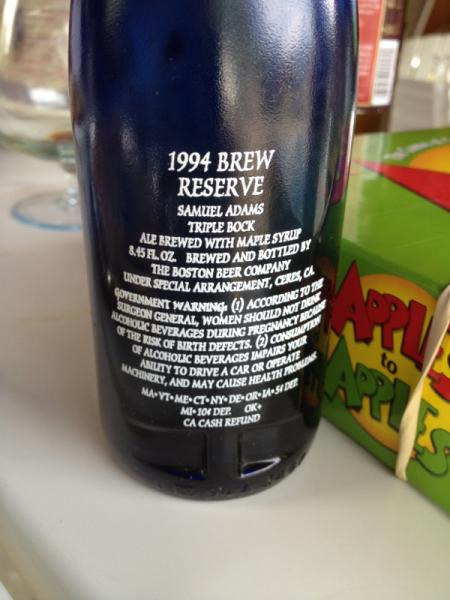 1994 BREW
RESERVE
SAMUEL ADAMS
TRIPLE BOCK
ALE BREWED WITH MAPLE SYRUP
8.45 FL. OZ. BREWED AND BOTTLED BY
THE BOSTON BEER COMPANY
UNDER SPECIAL ARRANGEMENT, CERES, CA.
GOVERNMENT WARNING: (1) ACCORDING TO THE
SURGEON GENERAL, WOMEN SHOULD NOT DRINK
ALCOHOLIC BEVERAGES DURING PREGNANCY BECAUSE
OF THE RISK OF BIRTH DEFECTS. (2) CONSUMPTION
OF ALCOHOLIC BEVERAGES IMPAIRS YOUR
ABILITY TO DRIVE A CAR OR OPERATE
MACHINERY, AND MAY CAUSE HEALTH PROBLEMS.
MA•VT•ME•CT•NY•DE•OR•IA•5¢ DEP.
MI•10¢ DEP. OK+
CA CASH REFUND
APPLES
to
APPLES